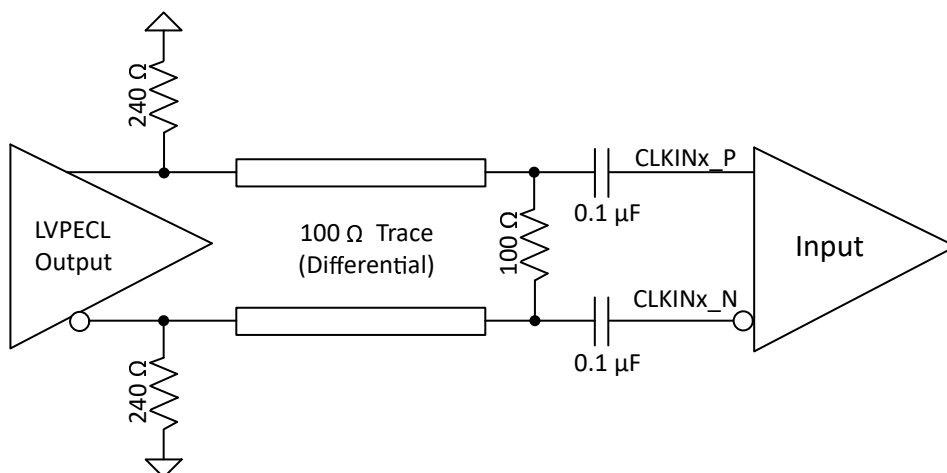 240 Ω
CLKINx_P
0.1 µF
LVPECL
Output
100 Ω Trace
(Differential)
100 Ω
Input
CLKINx_N
0.1 µF
240 Ω